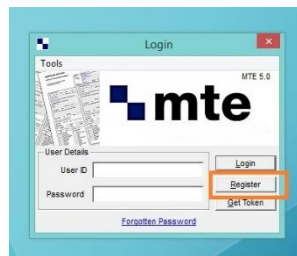 Login
Tools
MTE 5.0
mte
User Details
User ID
Login
Register
Password
Get Token
Forgotten Password